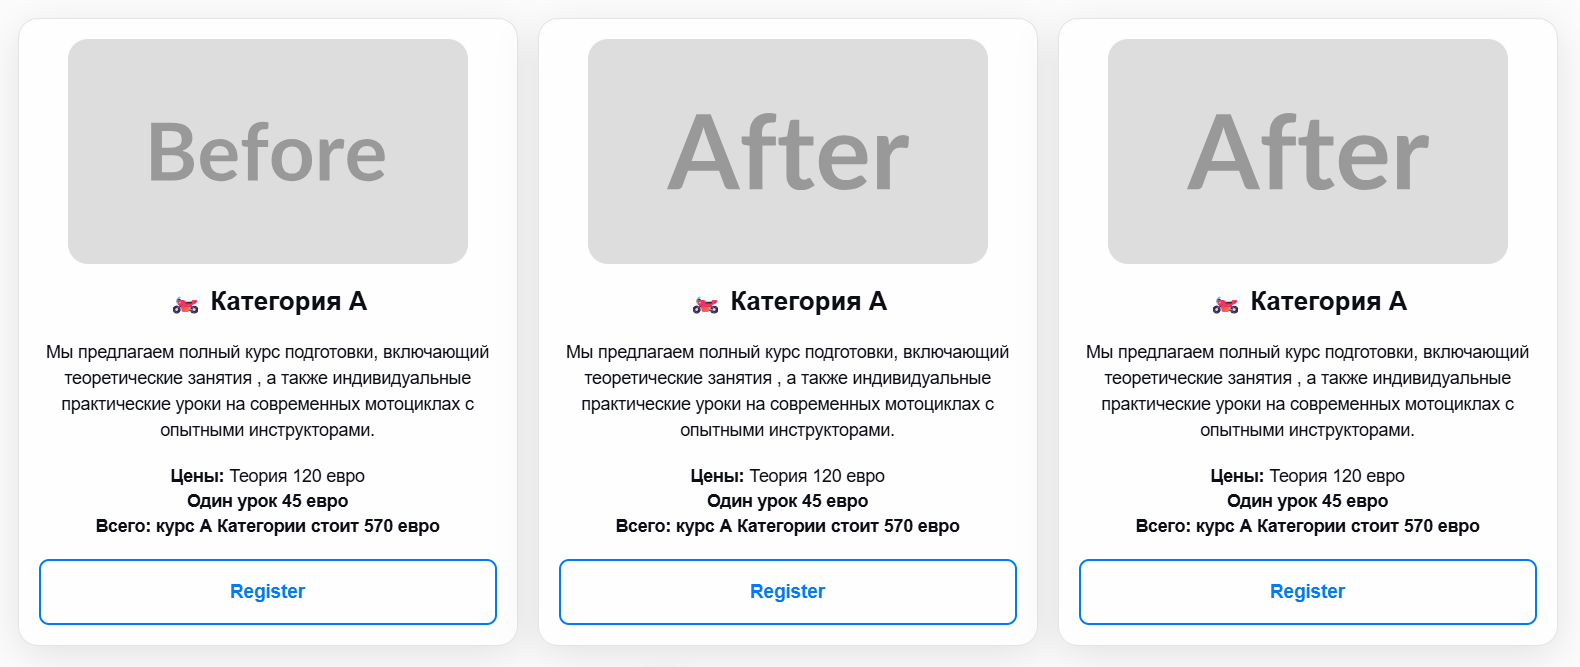 Before
🏍️ Категория А
Мы предлагаем полный курс подготовки, включающий
теоретические занятия , а также индивидуальные
практические уроки на современных мотоциклах с
опытными инструкторами.
Цены: Теория 120 евро
Один урок 45 евро
Всего: курс А Категории стоит 570 евро
Register
After
🏍️ Категория А
Мы предлагаем полный курс подготовки, включающий
теоретические занятия , а также индивидуальные
практические уроки на современных мотоциклах с
опытными инструкторами.
Цены: Теория 120 евро
Один урок 45 евро
Всего: курс А Категории стоит 570 евро
Register
After
🏍️ Категория А
Мы предлагаем полный курс подготовки, включающий
теоретические занятия , а также индивидуальные
практические уроки на современных мотоциклах с
опытными инструкторами.
Цены: Теория 120 евро
Один урок 45 евро
Всего: курс А Категории стоит 570 евро
Register